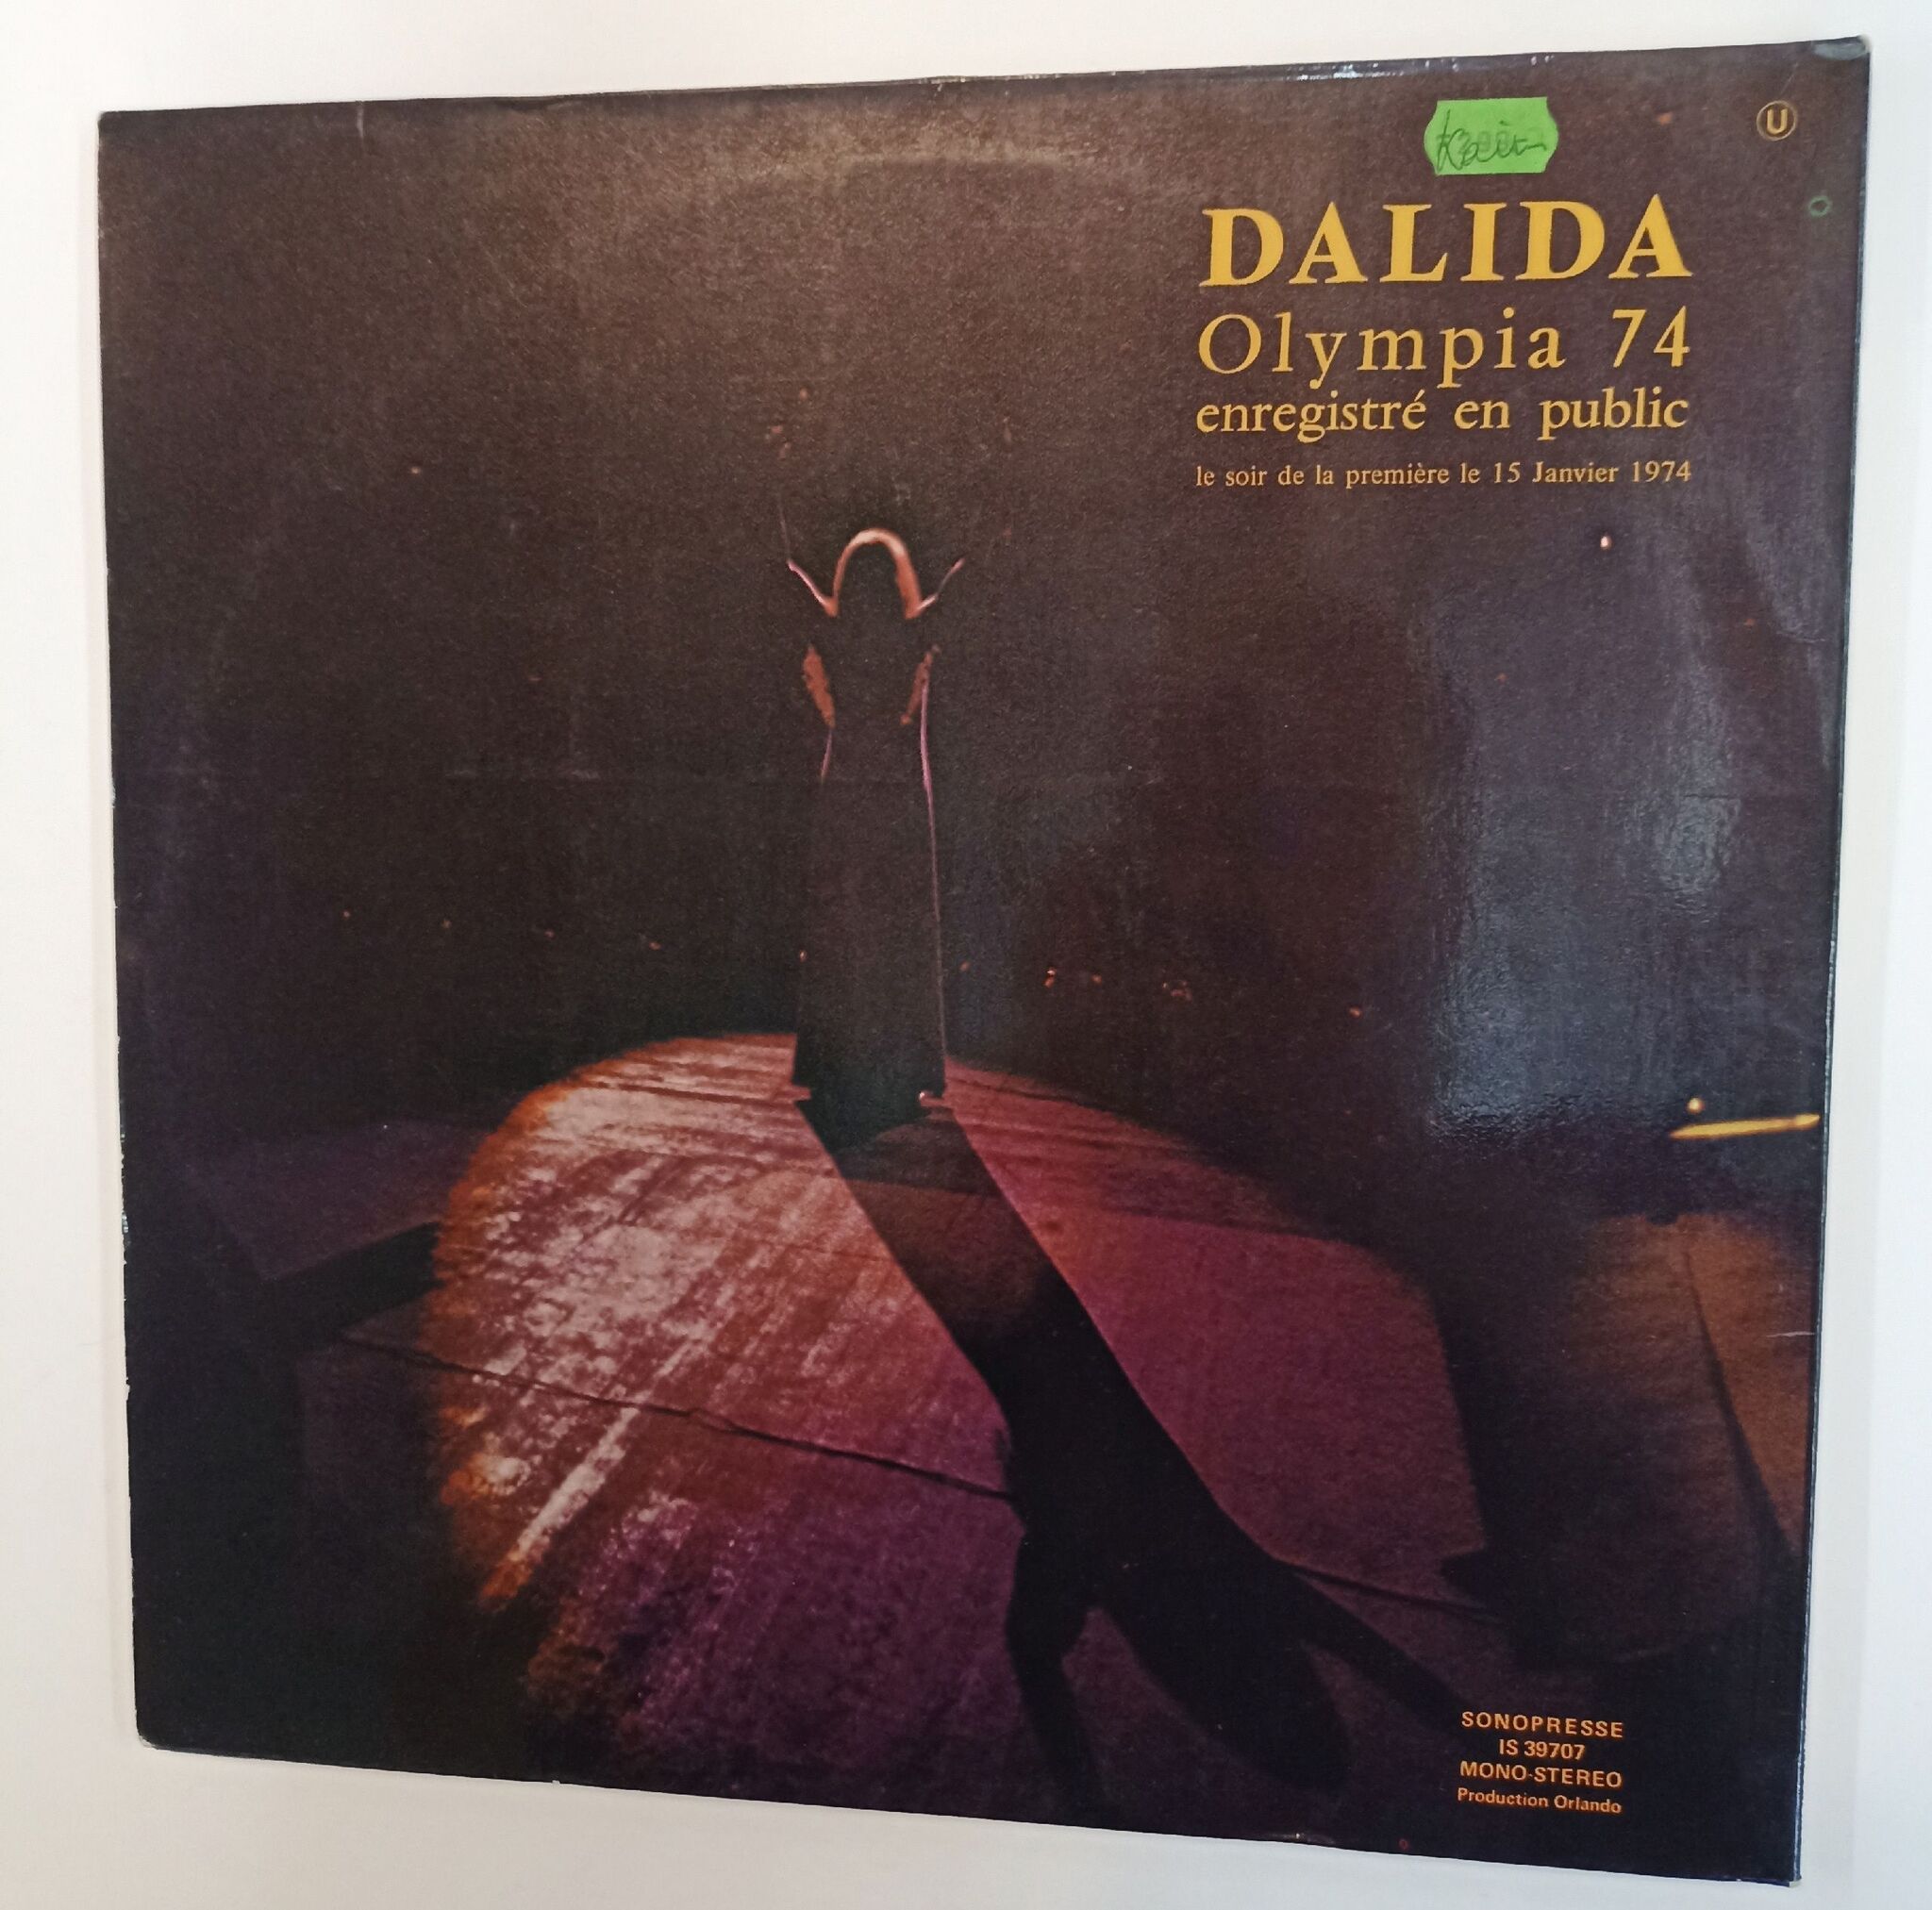 U
DALIDA
Olympia 74
enregistré en public
le soir de la première le 15 Janvier 1974
SONOPRESSE
IS 39707
MONO-STEREO
Production Orlando